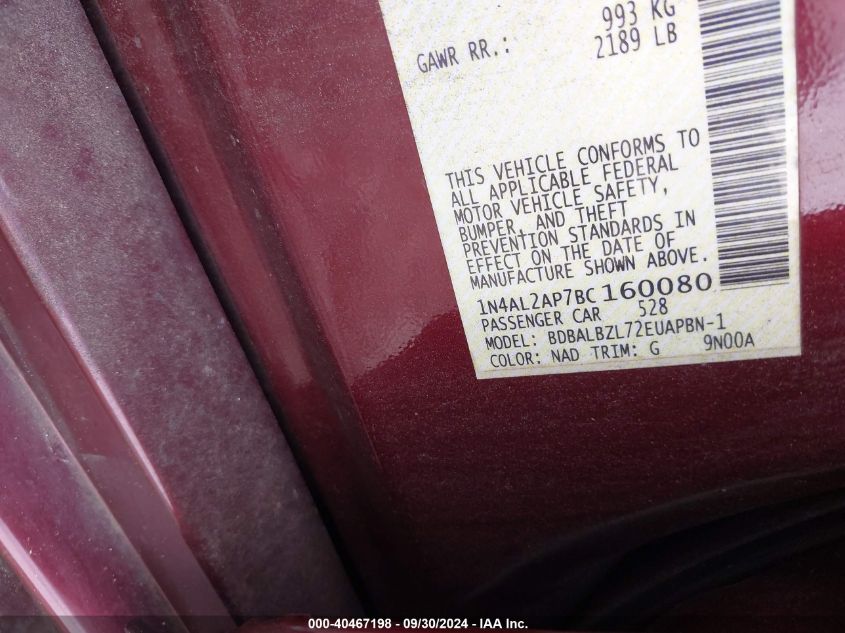 993 KG
GAWR RR.: 2189 LB
THIS VEHICLE CONFORMS TO
ALL APPLICABLE FEDERAL
MOTOR VEHICLE SAFETY,
BUMPER, AND THEFT
PREVENTION STANDARDS IN
EFFECT ON THE DATE OF
MANUFACTURE SHOWN ABOVE.
1N4AL2AP7BC160080
PASSENGER CAR 528
MODEL: BDBALBZL72EUAPBN-1
COLOR: NAD TRIM: G 9N00A
000-40467198 - 09/30/2024 - IAA Inc.